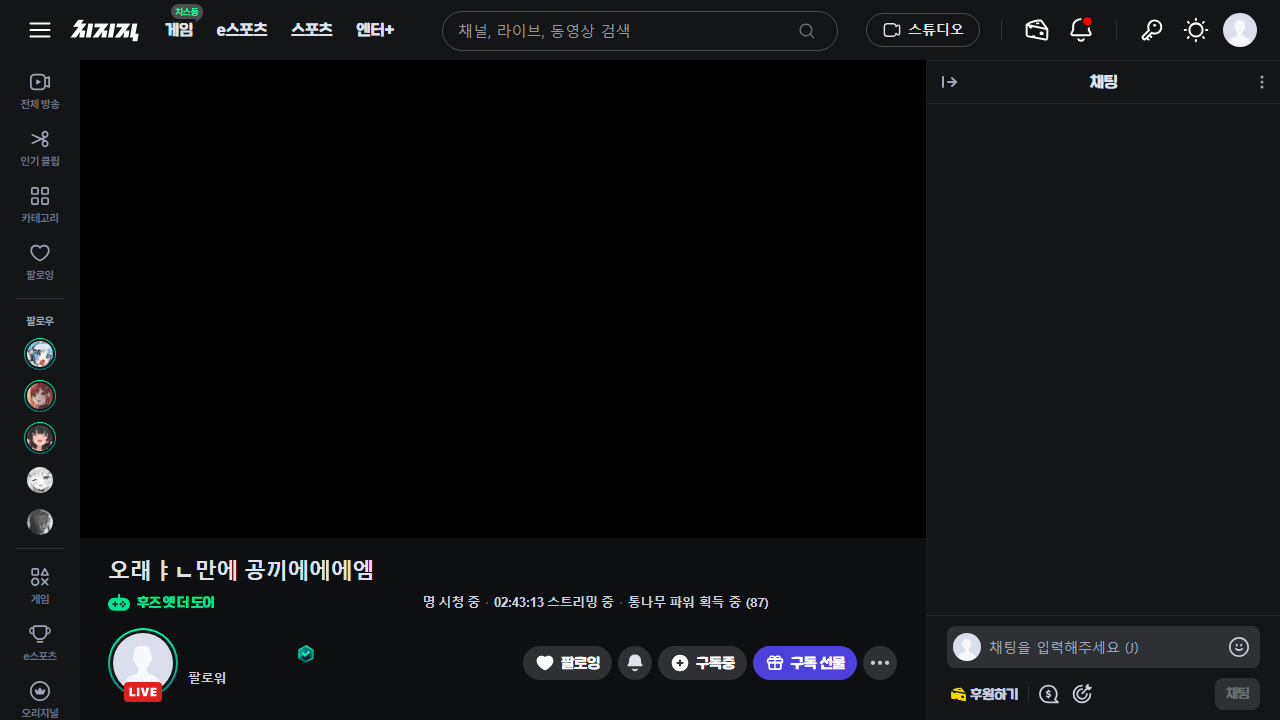 치지직
치스동
게임
e스포츠
스포츠
엔터+
채널, 라이브, 동영상 검색
스튜디오
전체 방송
인기 클립
카테고리
팔로잉
팔로우
게임
e스포츠
오리지널
오래ㅑㄴ만에 공끼에에에엠
후즈 앳 더 도어
명 시청 중 · 02:43:13 스트리밍 중 · 통나무 파워 획득 중 (87)
LIVE
팔로워
팔로잉
구독중
구독 선물
채팅
채팅을 입력해주세요 (J)
후원하기
채팅